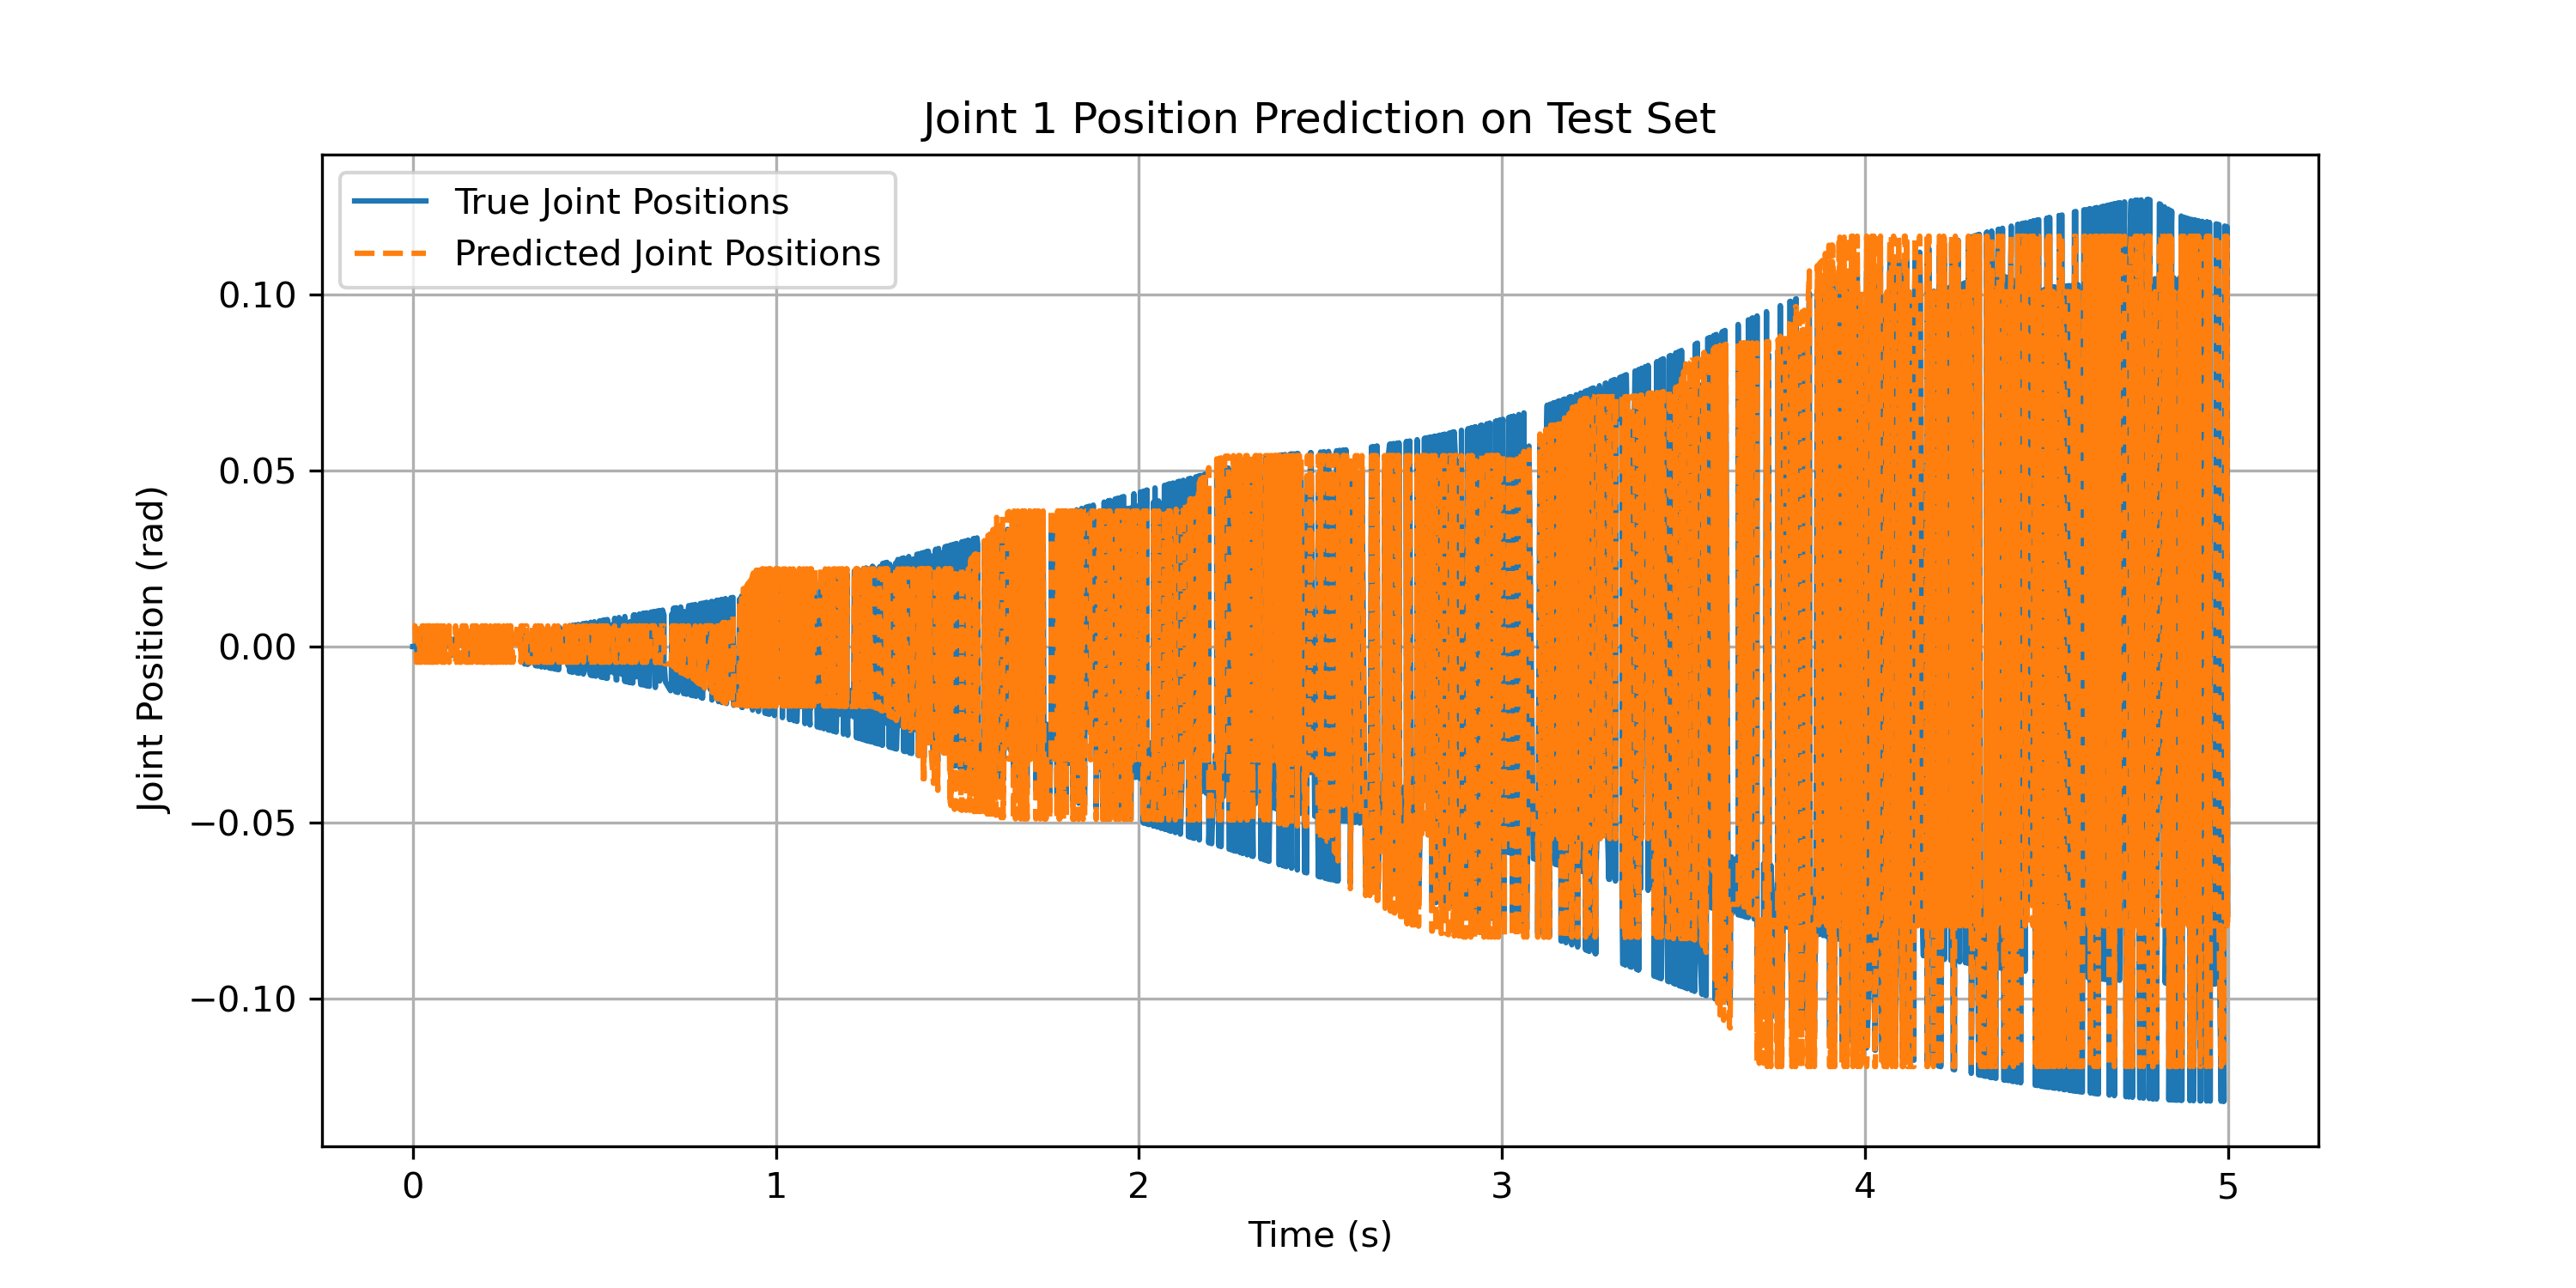 Joint 1 Position Prediction on Test Set
True Joint Positions
Predicted Joint Positions
Joint Position (rad)
0.10
0.05
0.00
−0.05
−0.10
0 1 2 3 4 5
Time (s)